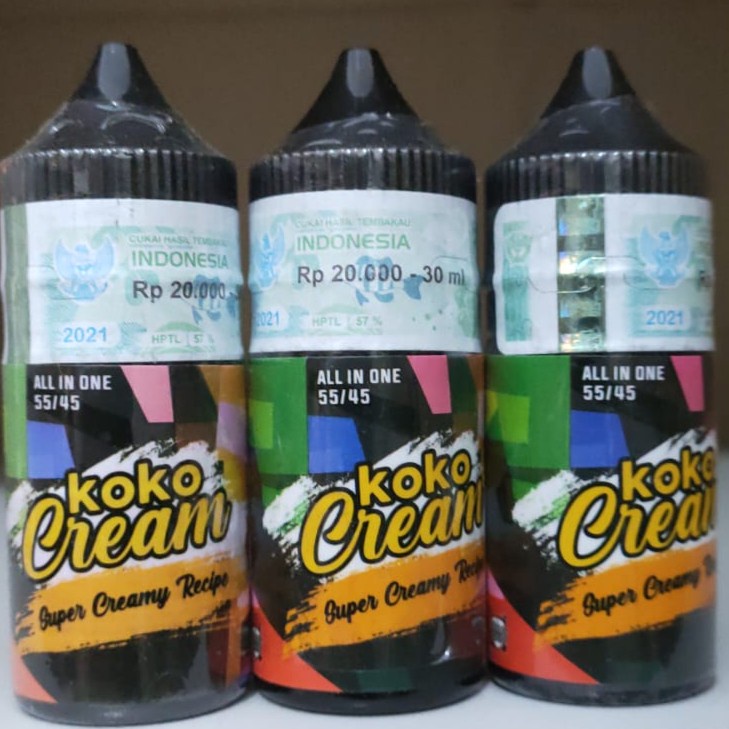 CUKAI HASIL TEMBAKAU
INDONESIA
Rp 20.000
2021
HPTL 57 %
ALL IN ONE
55/45
koko
Cream
Super Creamy Recipe
CUKAI HASIL TEMBAKAU
INDONESIA
Rp 20.000 - 30 ml
2021
HPTL 57 %
ALL IN ONE
55/45
koko
Cream
Super Creamy Recipe
2021
ALL IN ONE
55/45
koko
Cream
Super Creamy